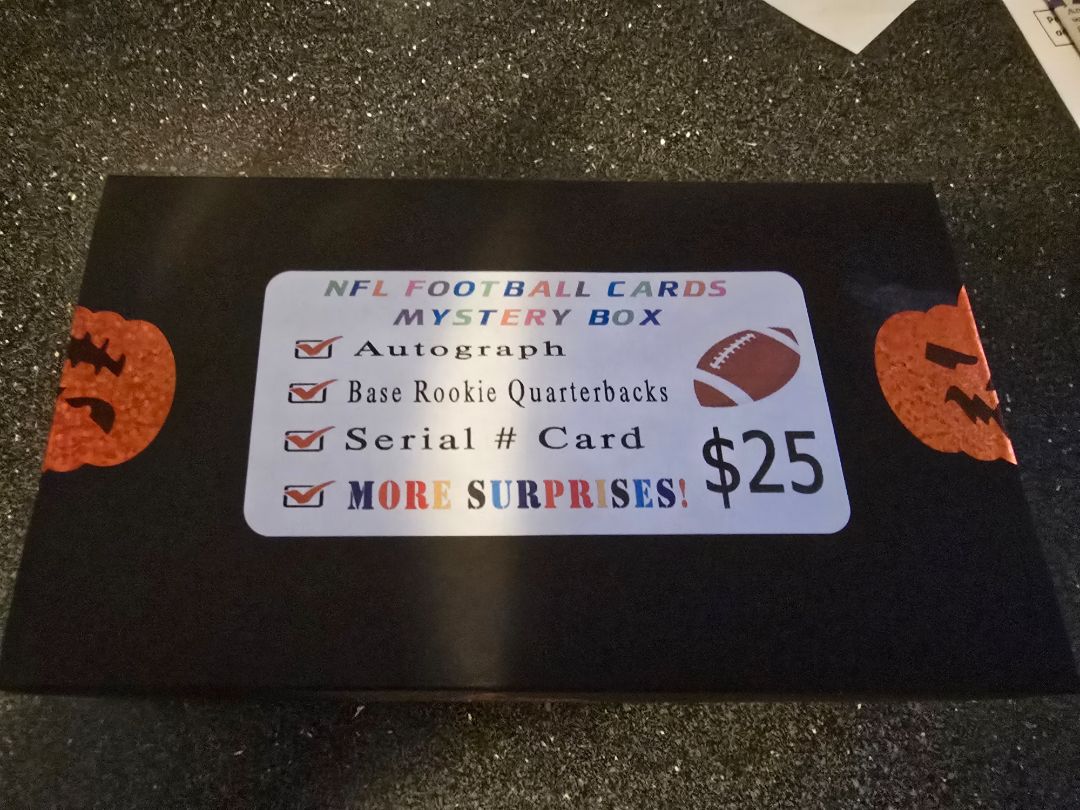 NFL FOOTBALL CARDS
MYSTERY BOX
Autograph
Base Rookie Quarterbacks
Serial # Card
MORE SURPRISES!
$25